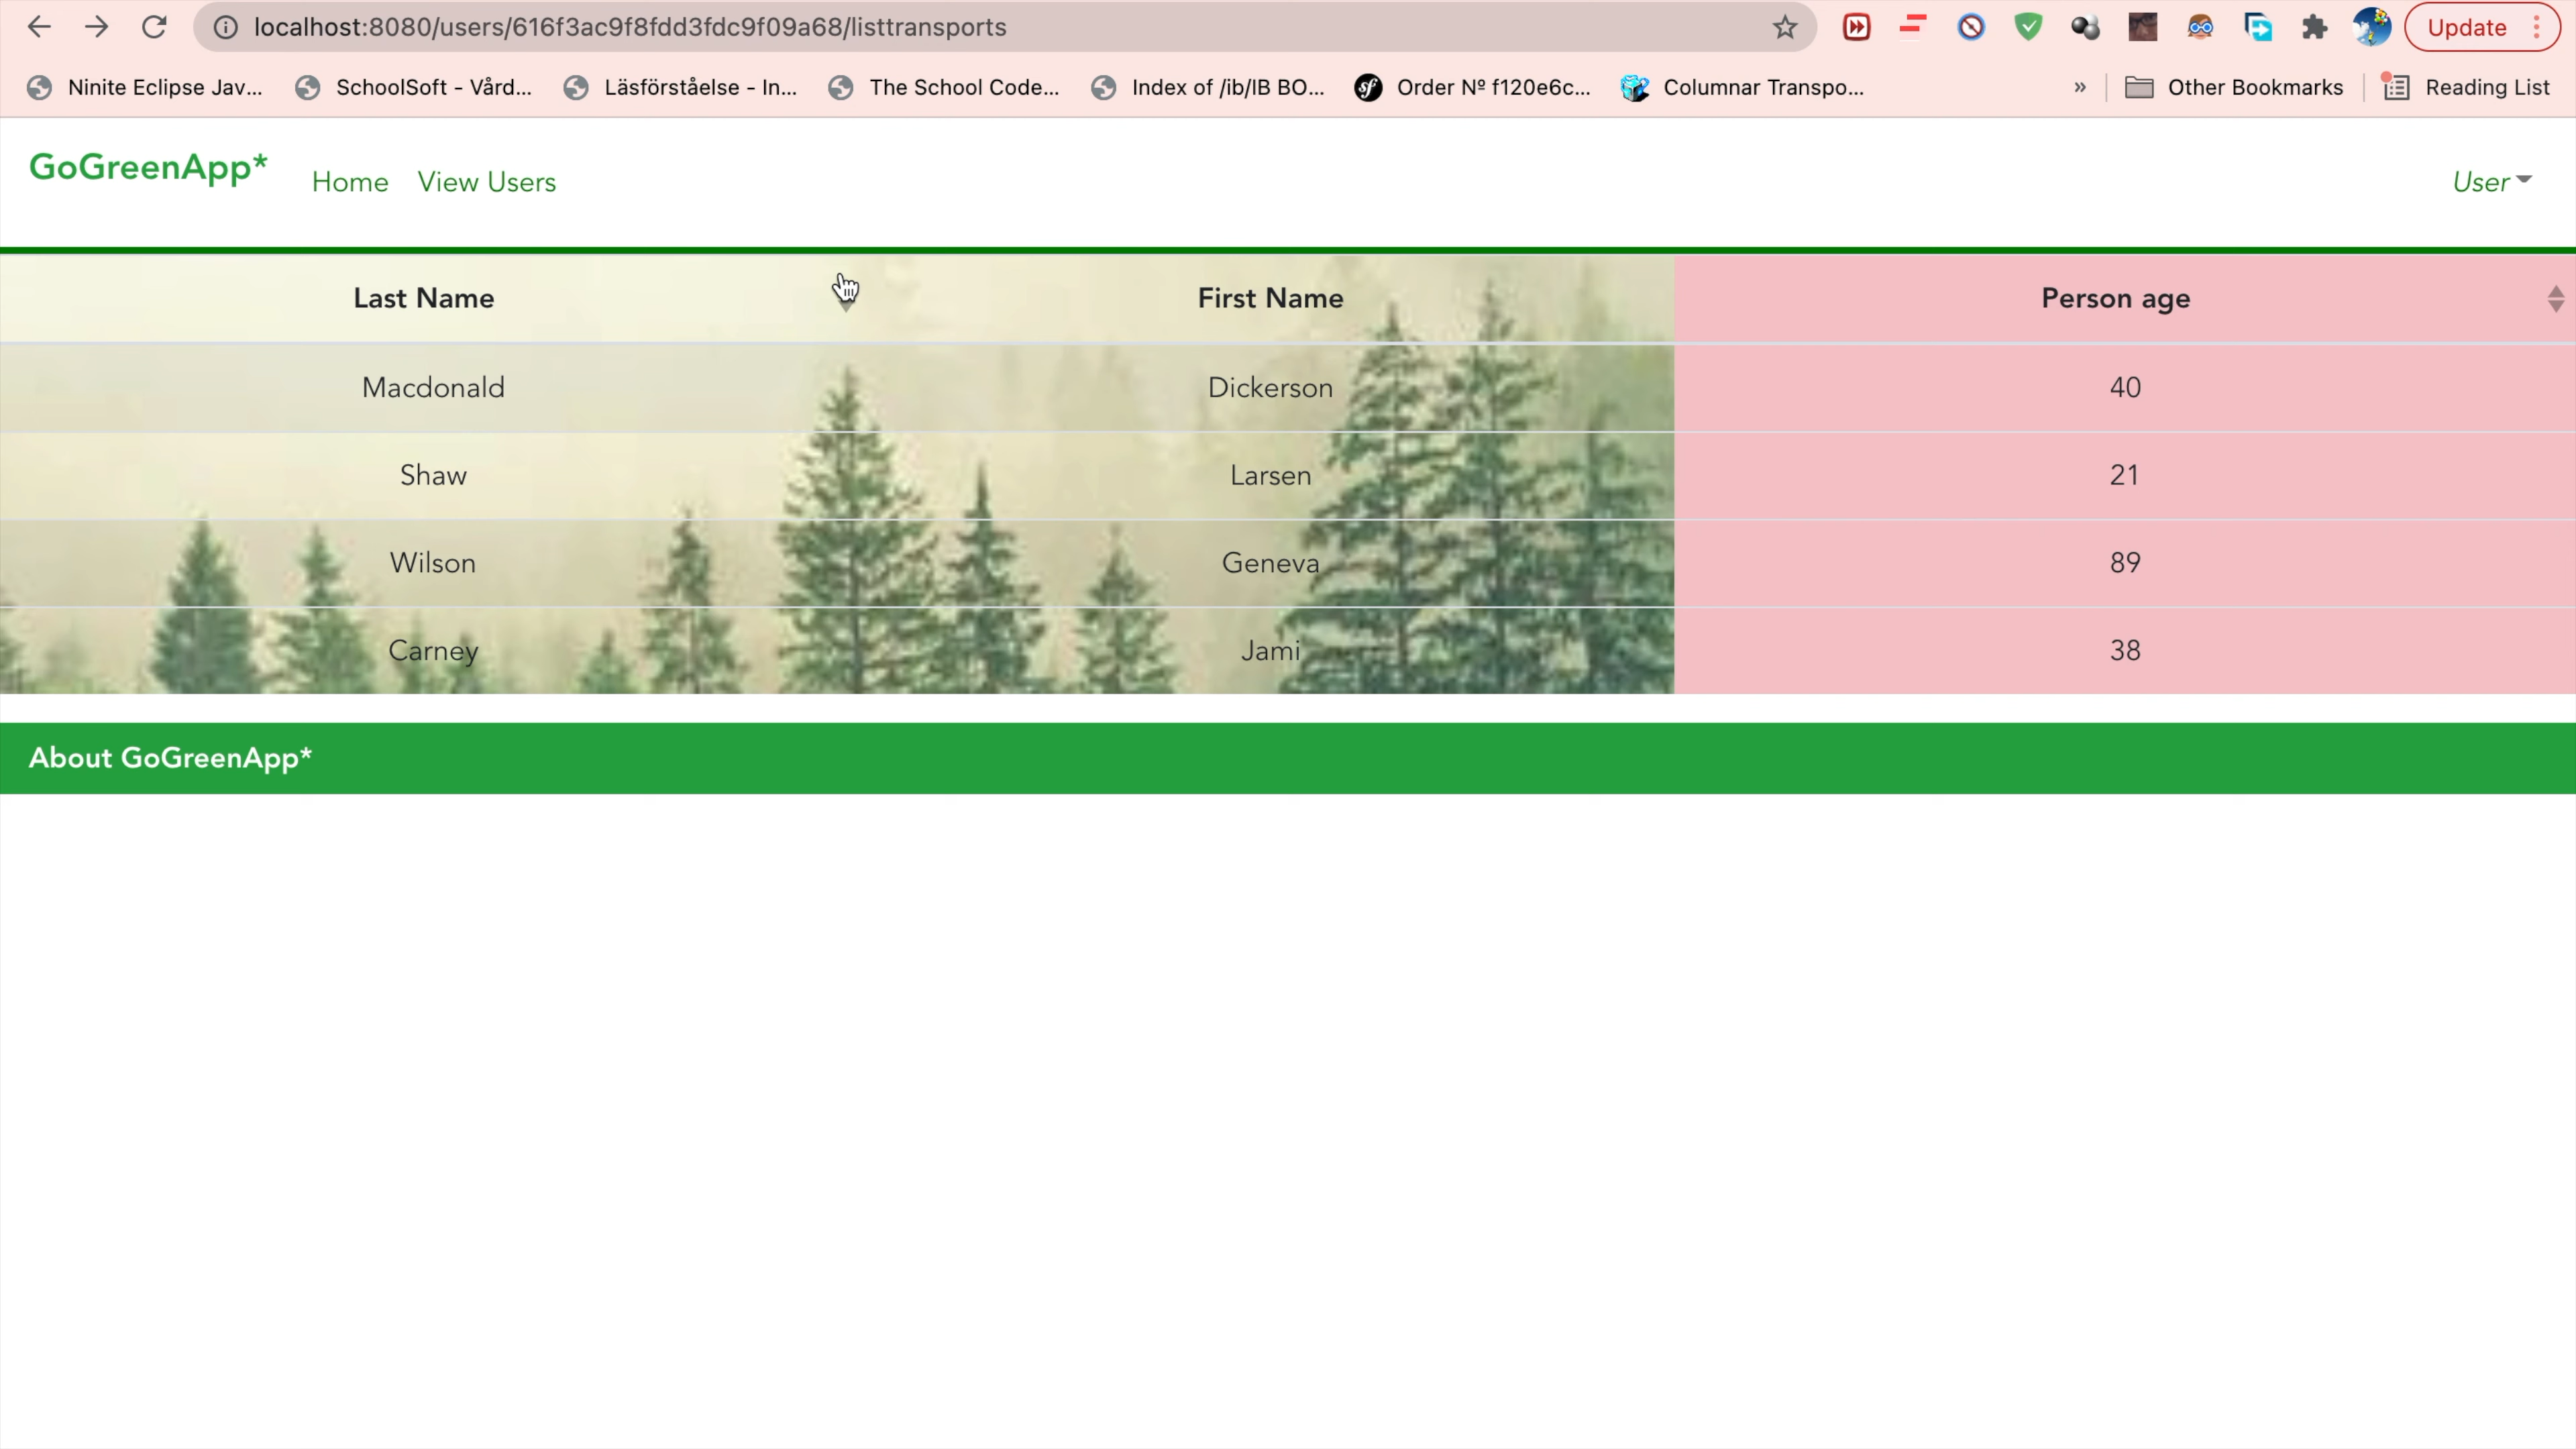 localhost:8080/users/616f3ac9f8fdd3fdc9f09a68/listtransports Update
Ninite Eclipse Jav... SchoolSoft - Vård... Läsförståelse - In... The School Code... Index of /ib/IB BO... Order Nº f120e6c... Columnar Transpo... » Other Bookmarks Reading List
GoGreenApp* Home View Users User
Last Name First Name Person age
Macdonald Dickerson 40
Shaw Larsen 21
Wilson Geneva 89
Carney Jami 38
About GoGreenApp*